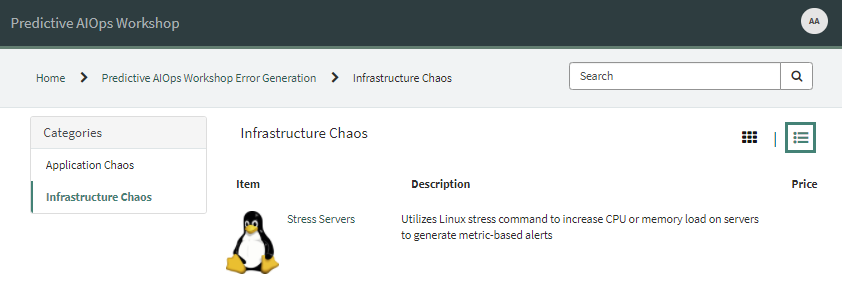 Predictive AIOps Workshop
AA
Home
Predictive AIOps Workshop Error Generation
Infrastructure Chaos
Search
Categories
Application Chaos
Infrastructure Chaos
Infrastructure Chaos
|
Item
Description
Price
Stress Servers
Utilizes Linux stress command to increase CPU or memory load on servers
to generate metric-based alerts